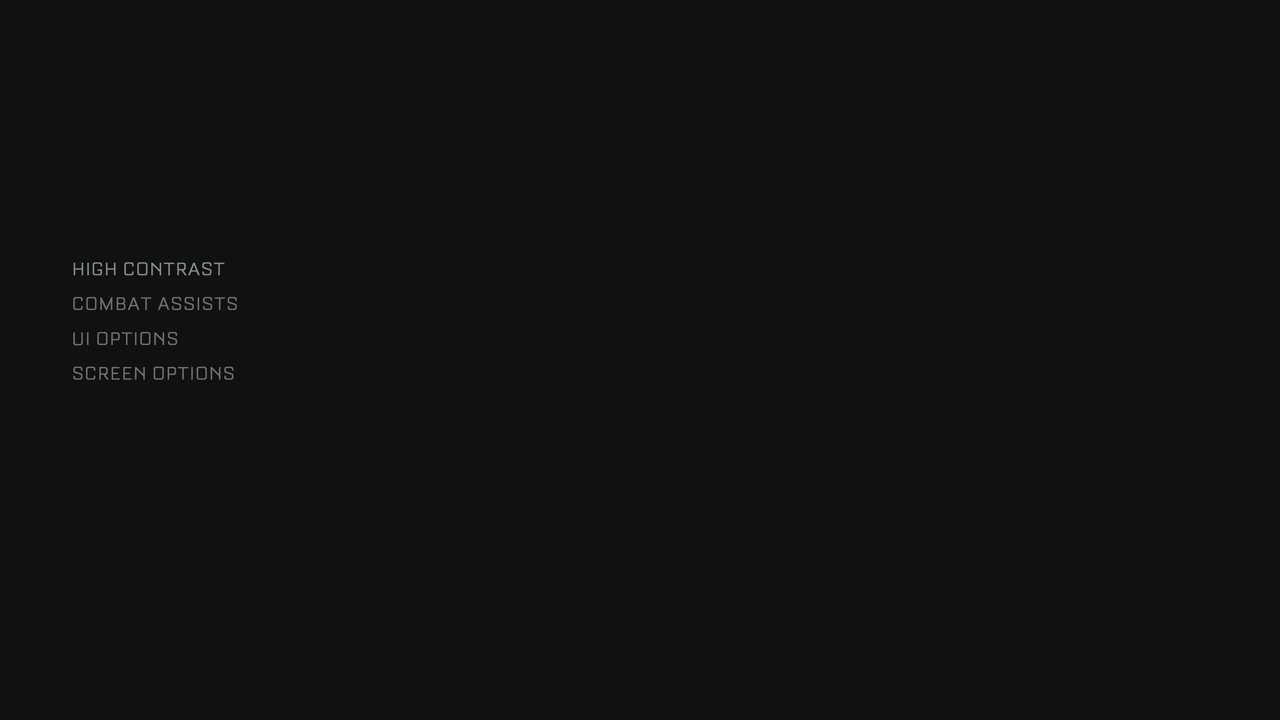 HIGH CONTRAST
COMBAT ASSISTS
UI OPTIONS
SCREEN OPTIONS